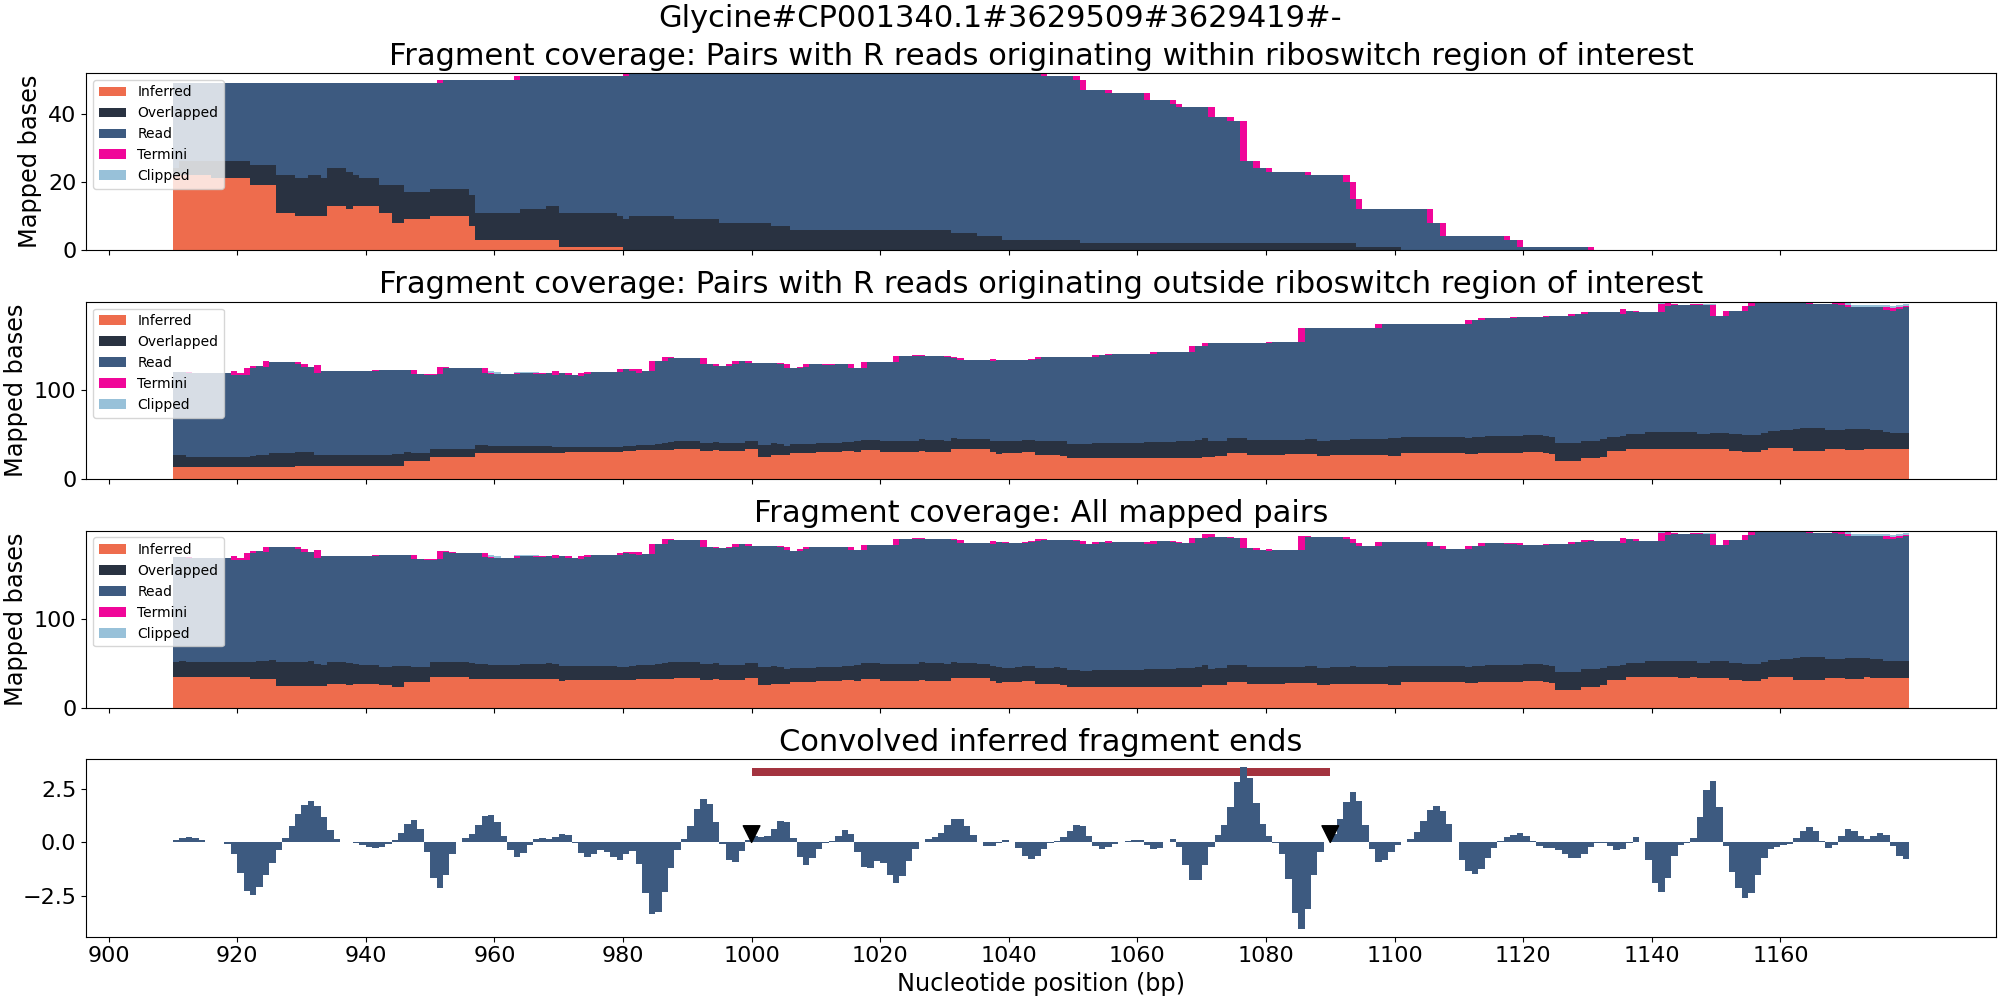 Glycine#CP001340.1#3629509#3629419#-
Fragment coverage: Pairs with R reads originating within riboswitch region of interest
Mapped bases
40
20
0
Inferred
Overlapped
Read
Termini
Clipped
Fragment coverage: Pairs with R reads originating outside riboswitch region of interest
Mapped bases
100
0
Inferred
Overlapped
Read
Termini
Clipped
Fragment coverage: All mapped pairs
Mapped bases
100
0
Inferred
Overlapped
Read
Termini
Clipped
Convolved inferred fragment ends
2.5
0.0
−2.5
900 920 940 960 980 1000 1020 1040 1060 1080 1100 1120 1140 1160
Nucleotide position (bp)